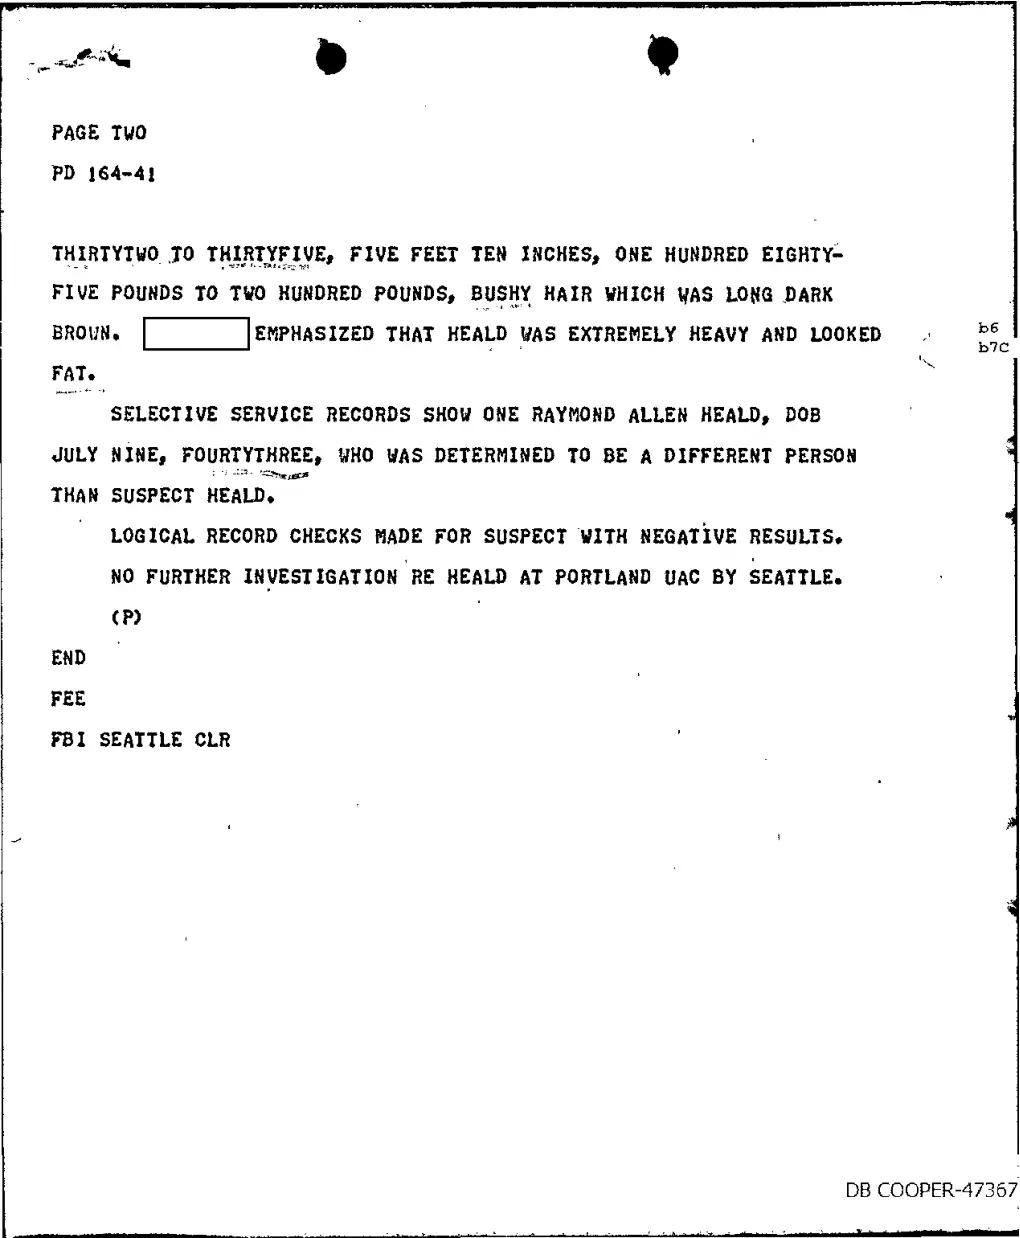 PAGE TWO
PD 164-41
THIRTYTWO TO THIRTYFIVE, FIVE FEET TEN INCHES, ONE HUNDRED EIGHTY-
FIVE POUNDS TO TWO HUNDRED POUNDS, BUSHY HAIR WHICH WAS LONG DARK
BROWN. EMPHASIZED THAT HEALD WAS EXTREMELY HEAVY AND LOOKED
b6
b7C
FAT.
SELECTIVE SERVICE RECORDS SHOW ONE RAYMOND ALLEN HEALD, DOB
JULY NINE, FOURTYTHREE, WHO WAS DETERMINED TO BE A DIFFERENT PERSON
THAN SUSPECT HEALD.
LOGICAL RECORD CHECKS MADE FOR SUSPECT WITH NEGATIVE RESULTS.
NO FURTHER INVESTIGATION RE HEALD AT PORTLAND UAC BY SEATTLE.
(P)
END
FEE
FBI SEATTLE CLR
DB COOPER-47367